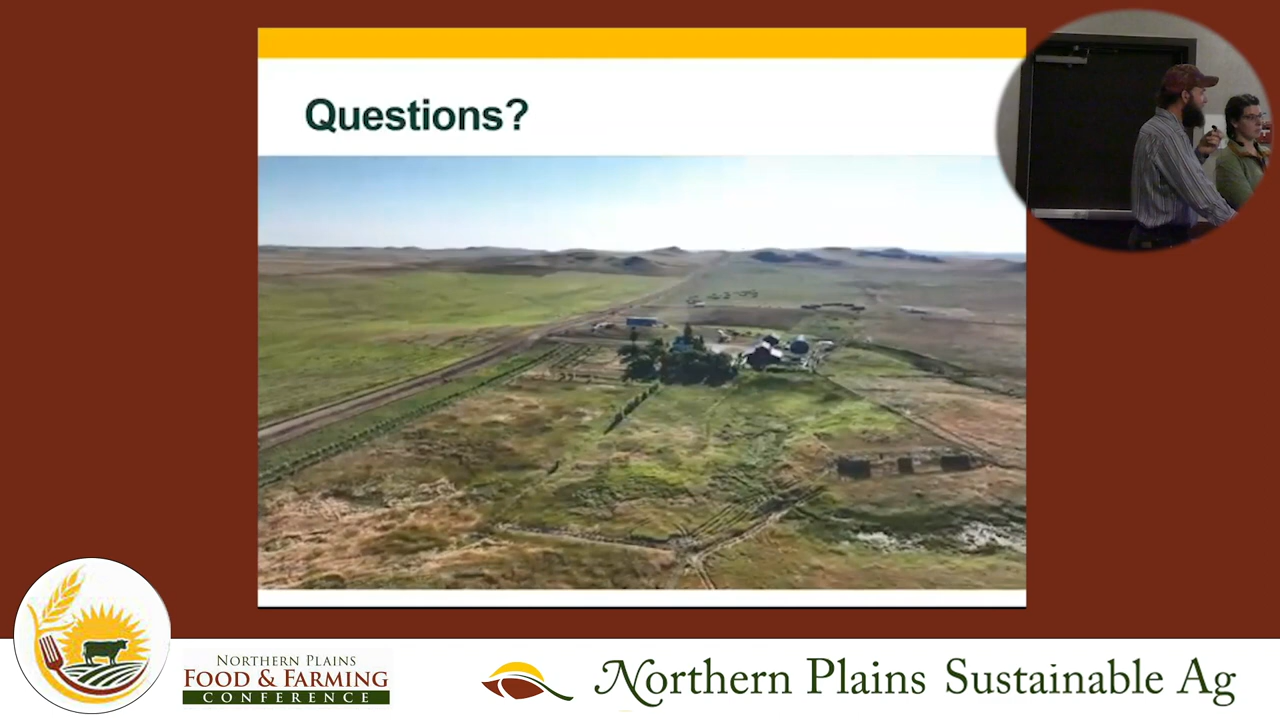 Questions?
NORTHERN PLAINS
FOOD & FARMING
CONFERENCE
Northern Plains Sustainable Ag